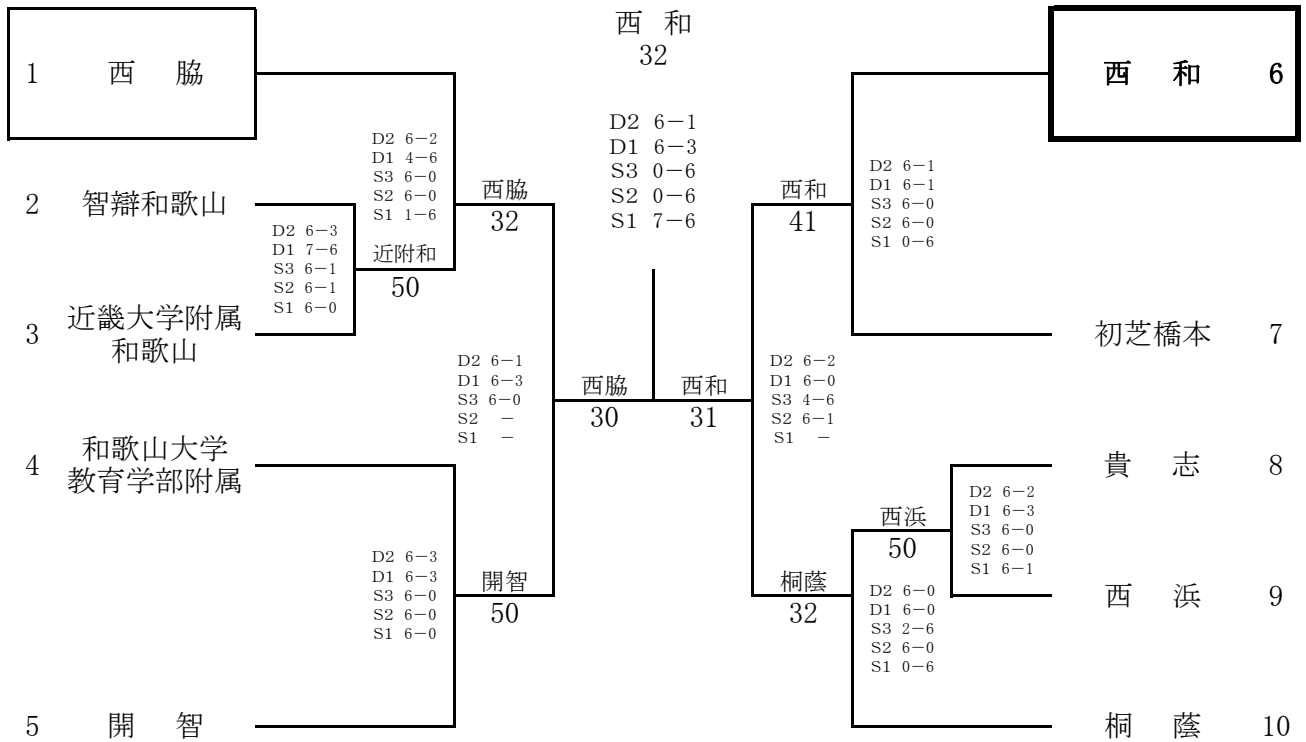 西 和
32
D2 6-1
D1 6-3
S3 0-6
S2 0-6
S1 7-6
1 西 脇
2 智辯和歌山
3 近畿大学附属
和歌山
4 和歌山大学
教育学部附属
5 開 智
D2 6-3
D1 7-6
S3 6-1
S2 6-1
S1 6-0
近附和
50
D2 6-2
D1 4-6
S3 6-0
S2 6-0
S1 1-6
西脇
32
D2 6-3
D1 6-3
S3 6-0
S2 6-0
S1 6-0
開智
50
D2 6-1
D1 6-3
S3 6-0
S2 -
S1 -
西脇
30
西和
31
D2 6-2
D1 6-0
S3 4-6
S2 6-1
S1 -
西和
41
D2 6-1
D1 6-1
S3 6-0
S2 6-0
S1 0-6
桐蔭
32
D2 6-0
D1 6-0
S3 2-6
S2 6-0
S1 0-6
西浜
50
D2 6-2
D1 6-3
S3 6-0
S2 6-0
S1 6-1
西 和 6
初芝橋本 7
貴 志 8
西 浜 9
桐 蔭 10